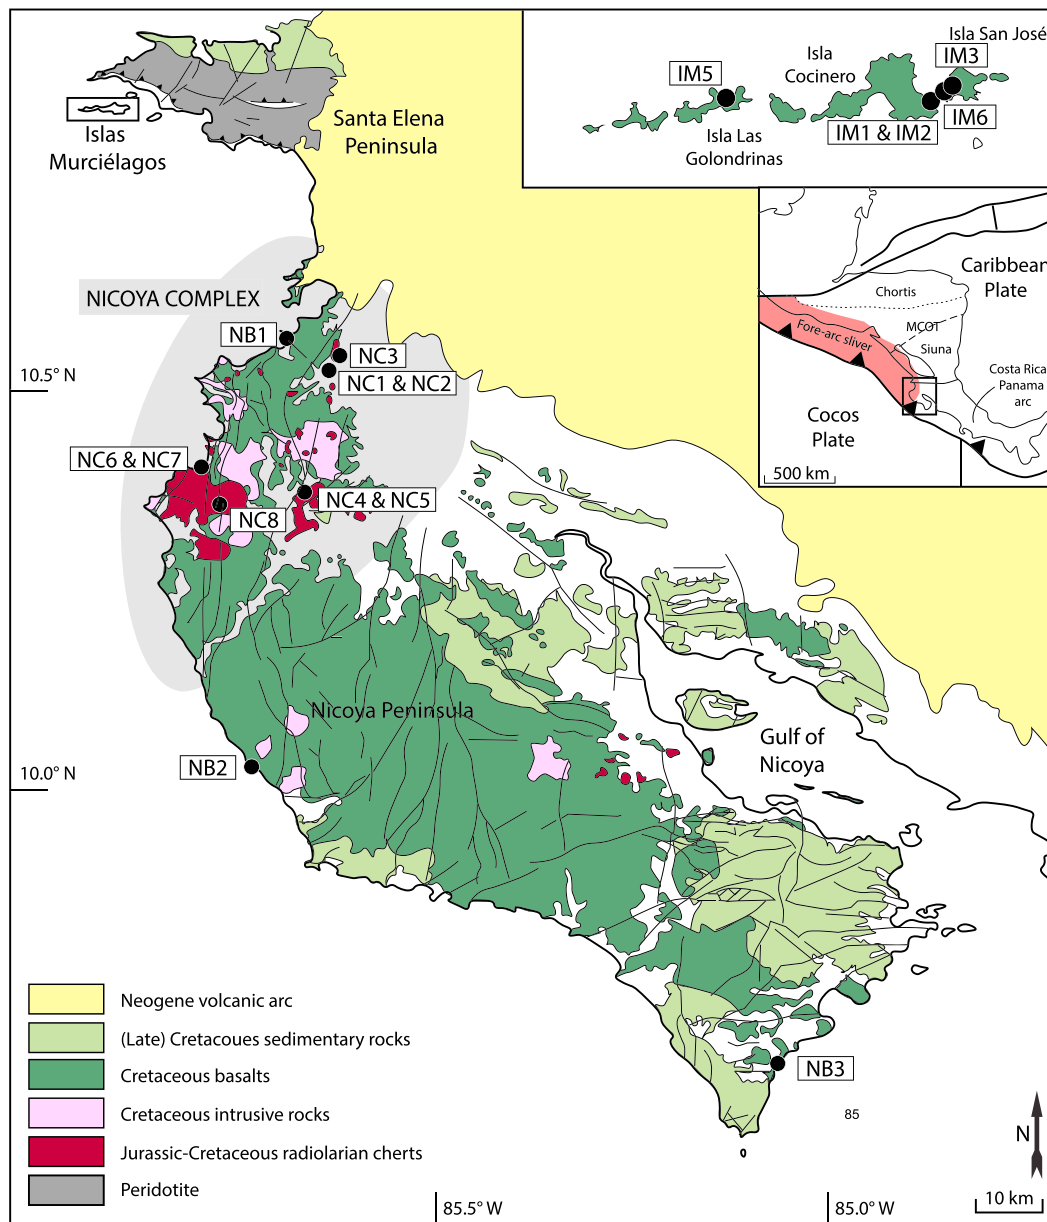 Isla San José
IM3
IM5
Isla
Cocinero
IM6
IM1 & IM2
Isla Las
Golondrinas
Santa Elena
Peninsula
Islas
Murciélagos
Caribbean
Plate
Chortis
MCOT
Fore-arc sliver
Siuna
Costa Rica
Panama
arc
Cocos
Plate
500 km
NICOYA COMPLEX
NB1
NC3
NC1 & NC2
10.5° N
NC6 & NC7
NC4 & NC5
NC8
Nicoya Peninsula
Gulf of
Nicoya
NB2
10.0° N
NB3
85
Neogene volcanic arc
(Late) Cretacoues sedimentary rocks
Cretaceous basalts
Cretaceous intrusive rocks
Jurassic-Cretaceous radiolarian cherts
Peridotite
N
10 km
85.5° W
85.0° W